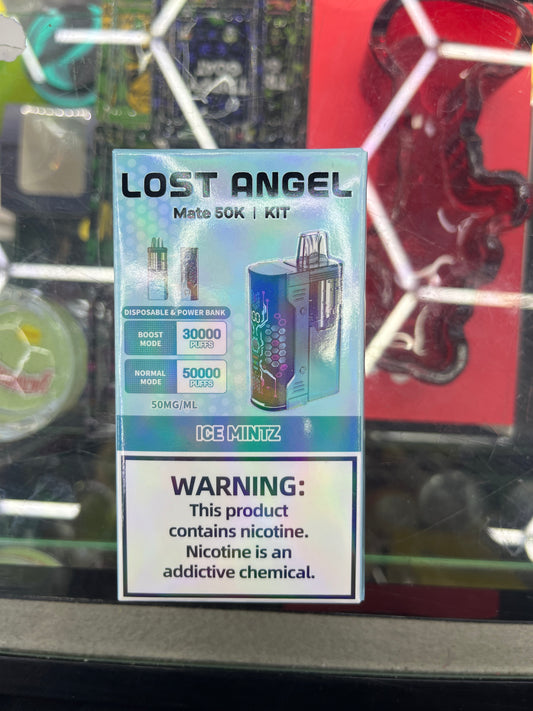 LOST ANGEL
Mate 50K | KIT
DISPOSABLE & POWER BANK
BOOST MODE
30000 PUFFS
NORMAL MODE
50000 PUFFS
50MG/ML
ICE MINTZ
WARNING:
This product
contains nicotine.
Nicotine is an
addictive chemical.